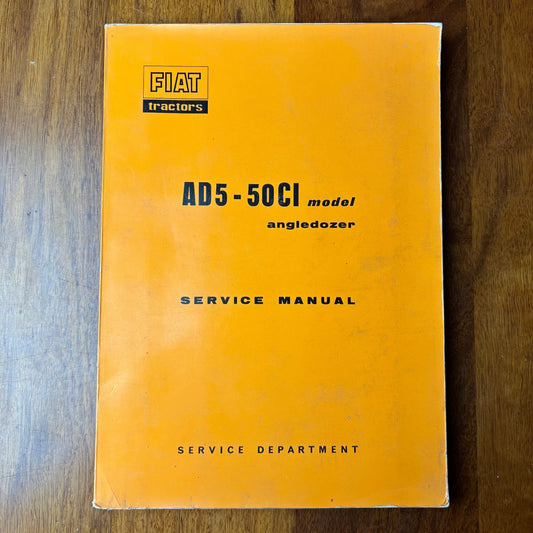 FIAT
tractors
AD5-50CI model
angledozer
SERVICE MANUAL
SERVICE DEPARTMENT